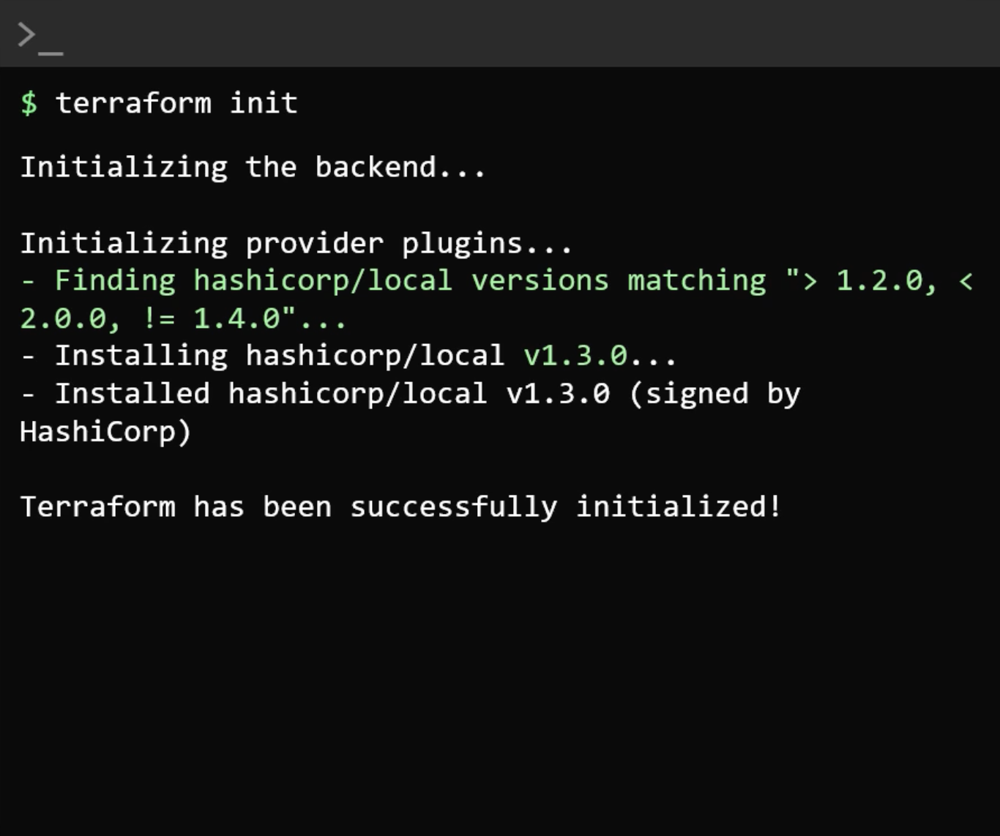 >_
$ terraform init
Initializing the backend...
Initializing provider plugins...
- Finding hashicorp/local versions matching "> 1.2.0, <
2.0.0, != 1.4.0"...
- Installing hashicorp/local v1.3.0...
- Installed hashicorp/local v1.3.0 (signed by
HashiCorp)
Terraform has been successfully initialized!